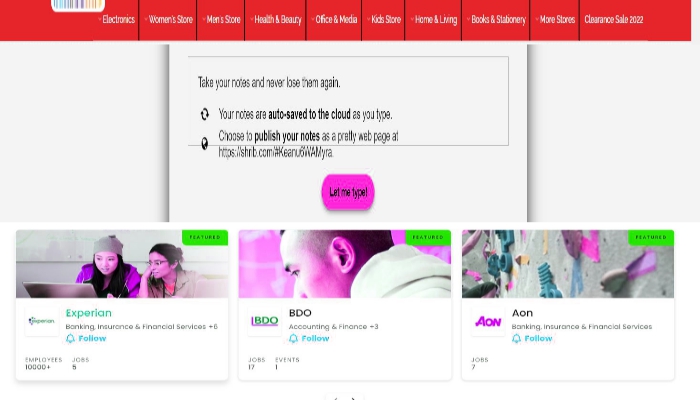 Electronics Women's Store Men's Store Health & Beauty Office & Media Kids Store Home & Living Books & Stationery More Stores Clearance Sale 2022
Take your notes and never lose them again.
Your notes are auto-saved to the cloud as you type.
Choose to publish your notes as a pretty web page at
https://shrib.com/#Keanu6WAMyra.
Let me type!
FEATURED FEATURED FEATURED
Experian
Experian
Banking, Insurance & Financial Services +6
Follow
EMPLOYEES JOBS
10000+ 5
BDO
BDO
Accounting & Finance +3
Follow
JOBS EVENTS
17 1
AON
Aon
Banking, Insurance & Financial Services
Follow
JOBS
7